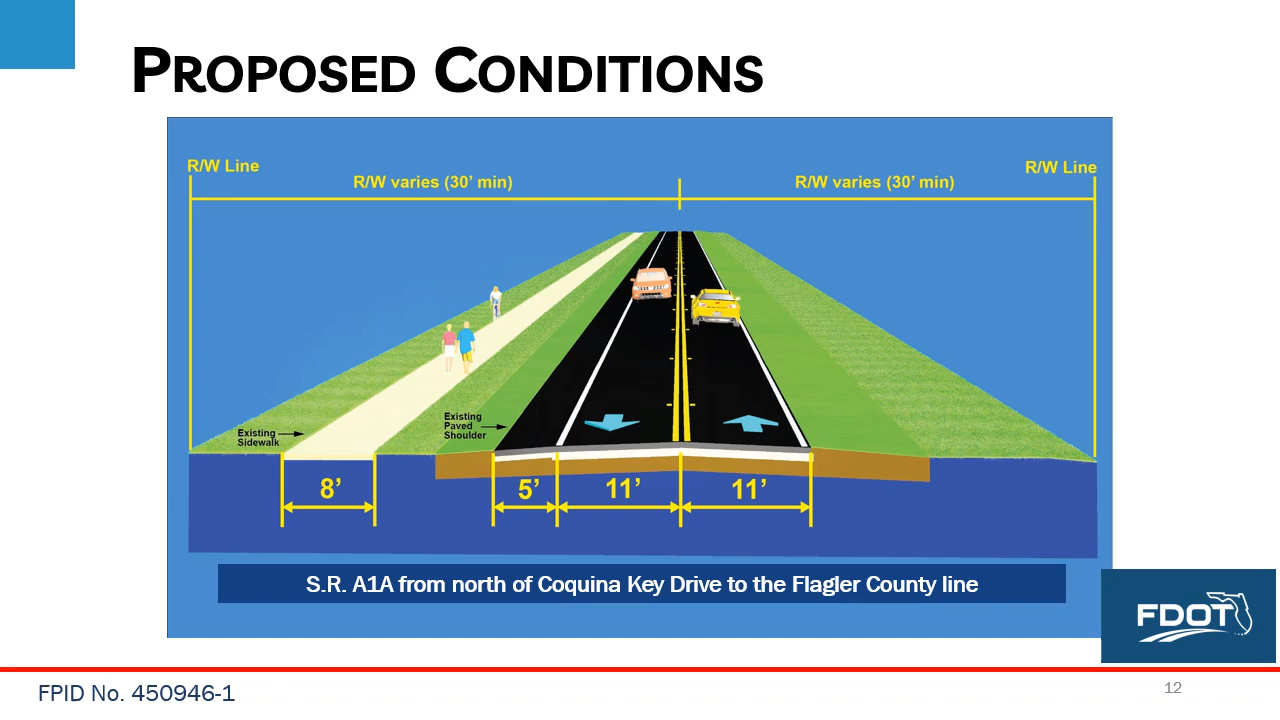 PROPOSED CONDITIONS
R/W Line
R/W Line
R/W varies (30’ min)
R/W varies (30’ min)
Existing
Sidewalk
Existing
Paved
Shoulder
8’
5’
11’
11’
S.R. A1A from north of Coquina Key Drive to the Flagler County line
FDOT
FPID No. 450946-1
12